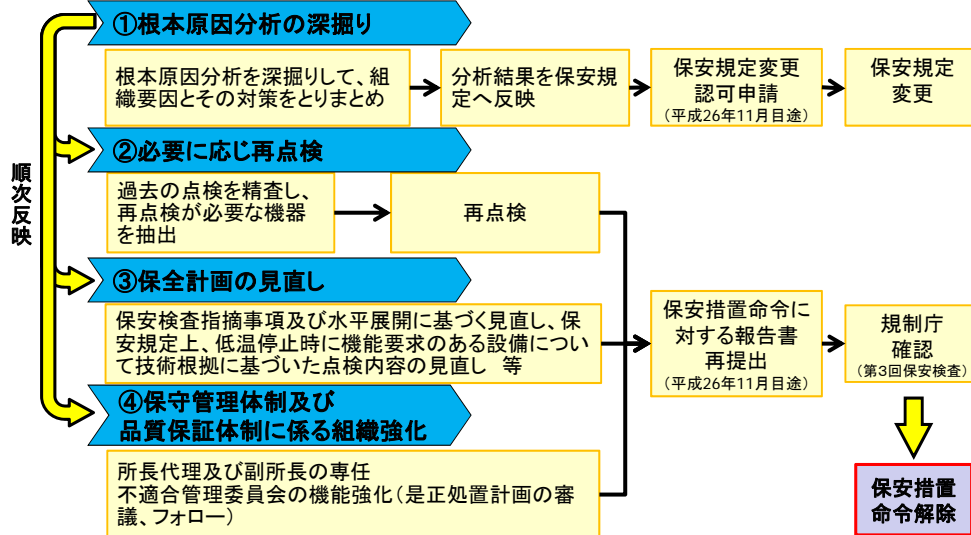 ①根本原因分析の深掘り
根本原因分析を深掘りして、組
織要因とその対策をとりまとめ
分析結果を保安規
定へ反映
保安規定変更
認可申請
(平成26年11月目途)
保安規定
変更
順次反映
②必要に応じ再点検
過去の点検を精査し、
再点検が必要な機器
を抽出
再点検
③保全計画の見直し
保安検査指摘事項及び水平展開に基づく見直し、保
安規定上、低温停止時に機能要求のある設備につい
て技術根拠に基づいた点検内容の見直し 等
保安措置命令に
対する報告書
再提出
(平成26年11月目途)
規制庁
確認
(第3回保安検査)
④保守管理体制及び
品質保証体制に係る組織強化
所長代理及び副所長の専任
不適合管理委員会の機能強化(是正処置計画の審
議、フォロー)
保安措置
命令解除